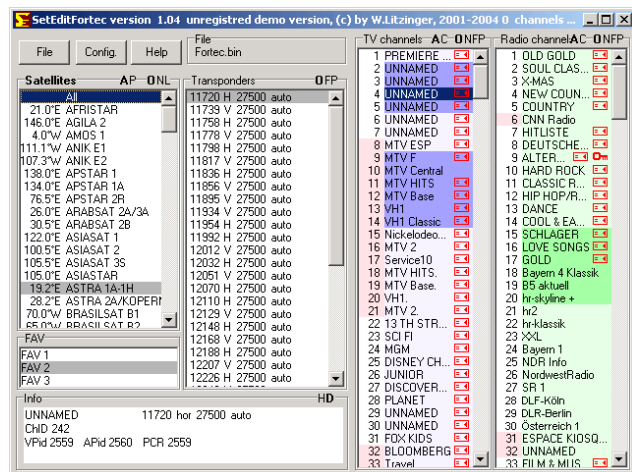 SetEditFortec version 1.04 unregistred demo version, (c) by W.Litzinger, 2001-2004 0 channels ...
File
Config.
Help
File
Fortec.bin
Satellites AP ONL
All
21.0°E AFRISTAR
146.0°E AGILA 2
4.0°W AMOS 1
111.1°W ANIK E1
107.3°W ANIK E2
138.0°E APSTAR 1
134.0°E APSTAR 1A
76.5°E APSTAR 2R
26.0°E ARABSAT 2A/3A
30.5°E ARABSAT 2B
122.0°E ASIASAT 1
100.5°E ASIASAT 2
105.5°E ASIASAT 3S
105.0°E ASIASTAR
19.2°E ASTRA 1A-1H
28.2°E ASTRA 2A/KOPERN
70.0°W BRASILSAT B1
65.0°W BRASILSAT B2
FAV
FAV 1
FAV 2
FAV 3
Transponders OFP
11720 H 27500 auto
11739 V 27500 auto
11758 H 27500 auto
11778 V 27500 auto
11798 H 27500 auto
11817 V 27500 auto
11836 H 27500 auto
11856 V 27500 auto
11895 V 27500 auto
11934 V 27500 auto
11954 H 27500 auto
11992 H 27500 auto
12012 V 27500 auto
12032 H 27500 auto
12051 V 27500 auto
12070 H 27500 auto
12110 H 27500 auto
12129 V 27500 auto
12148 H 27500 auto
12168 V 27500 auto
12188 H 27500 auto
12207 V 27500 auto
12226 H 27500 auto
Info HD
UNNAMED 11720 hor 27500 auto
ChID 242
VPid 2559 APid 2560 PCR 2559
TV channels AC ONFP
1 PREMIERE ...
2 UNNAMED
3 UNNAMED
4 UNNAMED
5 UNNAMED
6 UNNAMED
7 UNNAMED
8 MTV ESP
9 MTV F
10 MTV Central
11 MTV HITS
12 MTV Base
13 VH1
14 VH1 Classic
15 Nickelodeo...
16 MTV 2
17 Service10
18 MTV HITS.
19 MTV Base.
20 VH1.
21 MTV 2.
22 13 TH STR...
23 SCI FI
24 MGM
25 DISNEY CH...
26 JUNIOR
27 DISCOVER...
28 PLANET
29 UNNAMED
30 UNNAMED
31 FOX KIDS
32 BLOOMBERG
33 Travel
Radio channels AC ONFP
1 OLD GOLD
2 SOUL CLAS...
3 X-MAS
4 NEW COUN...
5 COUNTRY
6 CNN Radio
7 HITLISTE
8 DEUTSCHE...
9 ALTER...
10 HARD ROCK
11 CLASSIC R...
12 HIP HOP/R...
13 DANCE
14 COOL & EA...
15 SCHLAGER
16 LOVE SONGS
17 GOLD
18 Bayern 4 Klassik
19 B5 aktuell
20 hr-skyline +
21 hr2
22 hr-klassik
23 XXL
24 Bayern 1
25 NDR Info
26 NordwestRadio
27 SR 1
28 DLF-Köln
29 DLR-Berlin
30 Österreich 1
31 ESPACE KIOSQ...
32 UNNAMED
33 FILM & MUS...